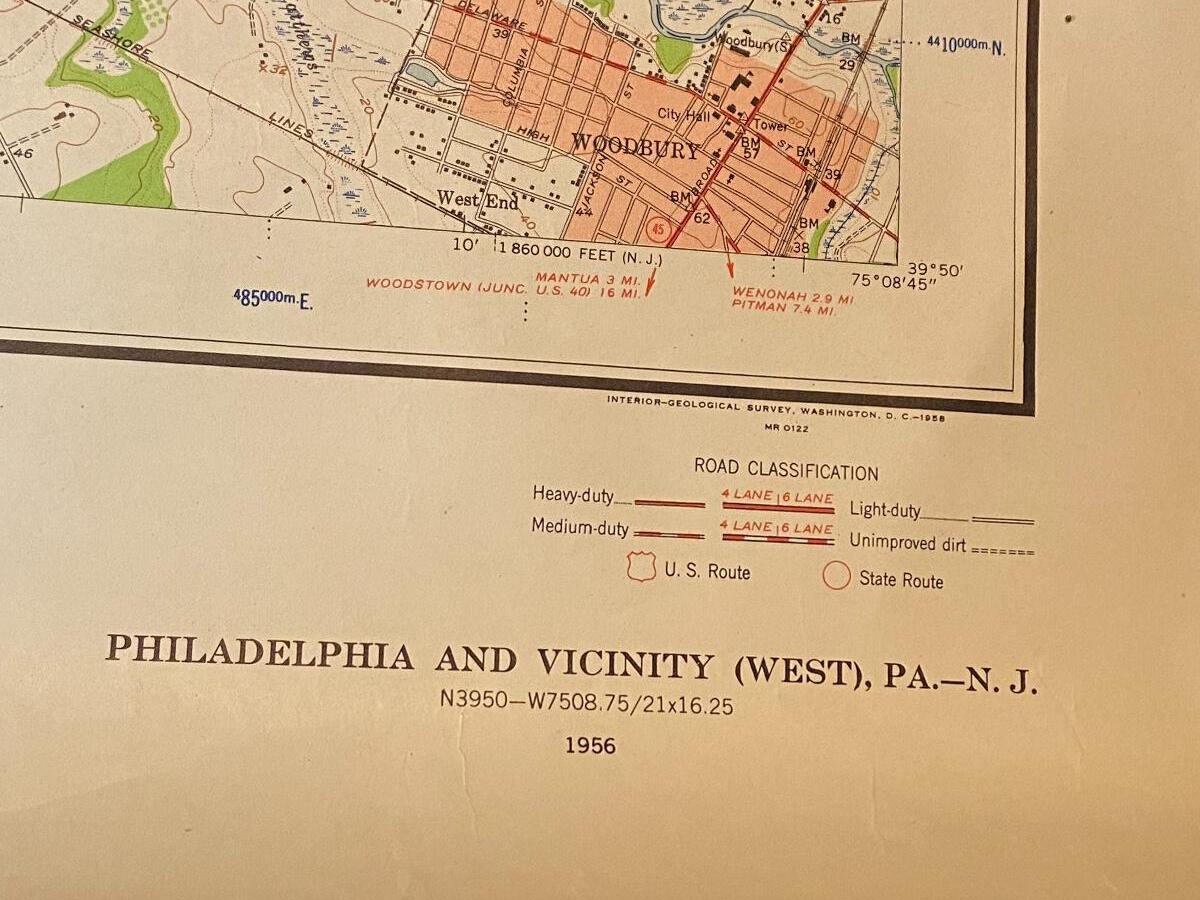 DELAWARE
39
COLUMBIA
ST
10
16
BM
29
4410000m.N.
Woodbury(S)
SEASHORE
LINES
20
x32
20
46
City Hall
60
Tower
BM
57
ST
BM
39
10
HIGH
WOODBURY
JACKSON
ST
BROAD
West End
40
BM
62
45
BM
38
10'
1 860 000 FEET (N. J.)
39°50'
75°08'45"
485000m.E.
WOODSTOWN (JUNC. U.S. 40) 16 MI.
MANTUA 3 MI.
WENONAH 2.9 MI.
PITMAN 7.4 MI.
INTERIOR—GEOLOGICAL SURVEY, WASHINGTON, D. C.—1958
MR 0122
ROAD CLASSIFICATION
Heavy-duty 4 LANE 6 LANE Light-duty
Medium-duty 4 LANE 6 LANE Unimproved dirt
U. S. Route State Route
PHILADELPHIA AND VICINITY (WEST), PA.—N. J.
N3950—W7508.75/21x16.25
1956